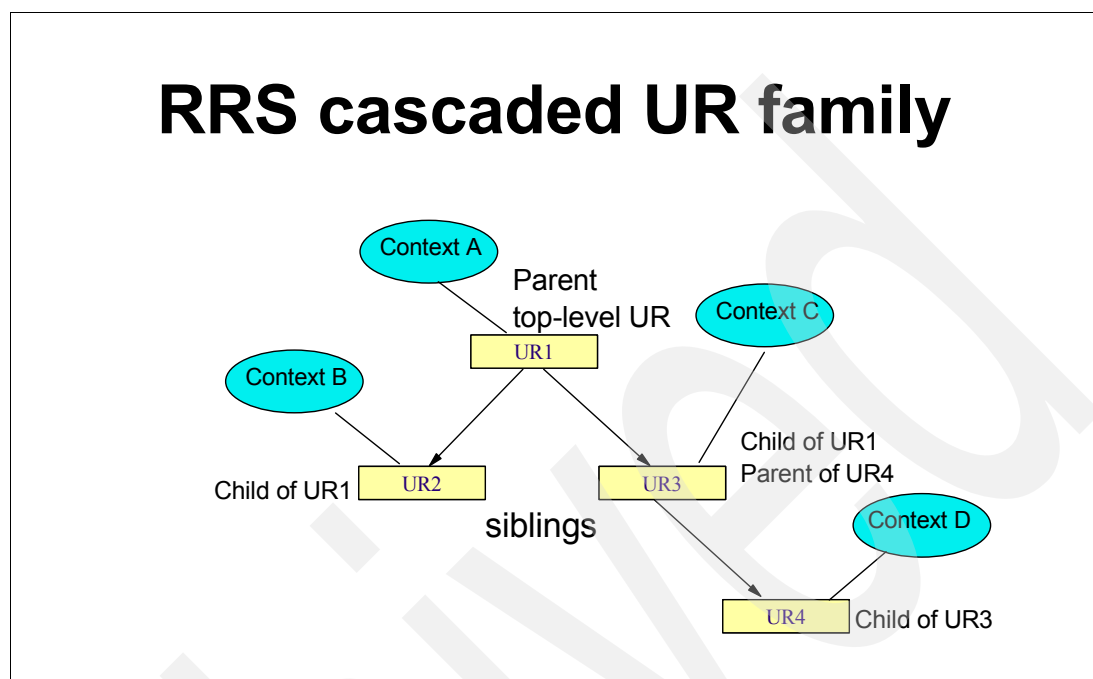 RRS cascaded UR family
Context A
Parent
top-level UR
Context C
UR1
Context B
Child of UR1
Parent of UR4
Child of UR1
UR2
UR3
siblings
Context D
UR4
Child of UR3